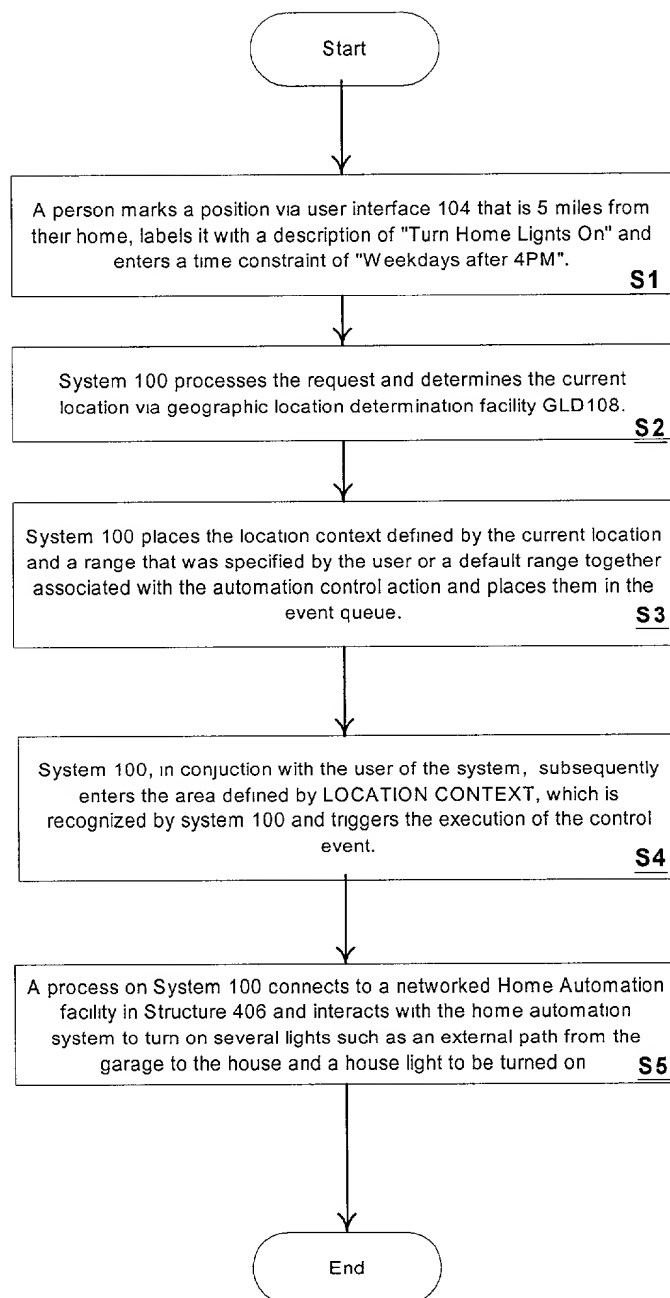 Start
A person marks a position via user interface 104 that is 5 miles from
their home, labels it with a description of "Turn Home Lignts On" and
enters a time constraint of "Weekdays after 4PM".
S1
System 100 processes the request and determines the current
location via geographic location determination facility GLD108.
S2
System 100 places the location context defined by the current location
and a range that was specified by the user or a default range together
associated with the automation control action and places them in the
event queue.
S3
System 100, in conjuction with the user of the system, subsequently
enters the area defined by LOCATION CONTEXT, which is
recognized by system 100 and triggers the execution of the control
event.
S4
A process on System 100 connects to a networked Home Automation
facility in Structure 406 and interacts with the home automation
system to turn on several lights such as an external path from the
garage to the house and a house light to be turned on
S5
End